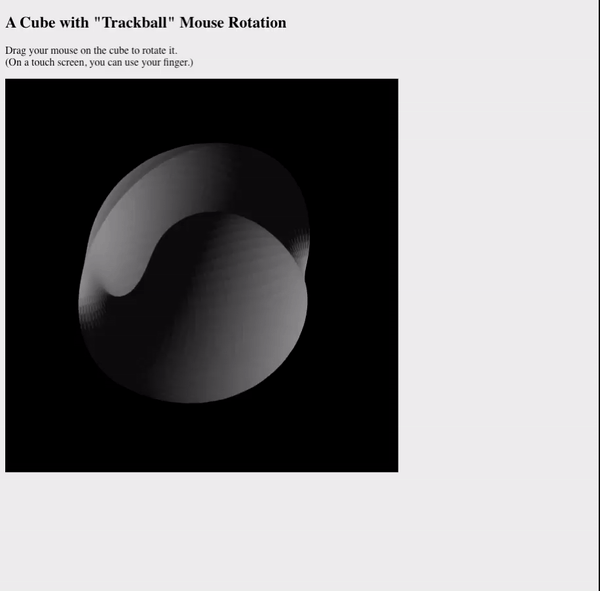 A Cube with "Trackball" Mouse Rotation
Drag your mouse on the cube to rotate it.
(On a touch screen, you can use your finger.)